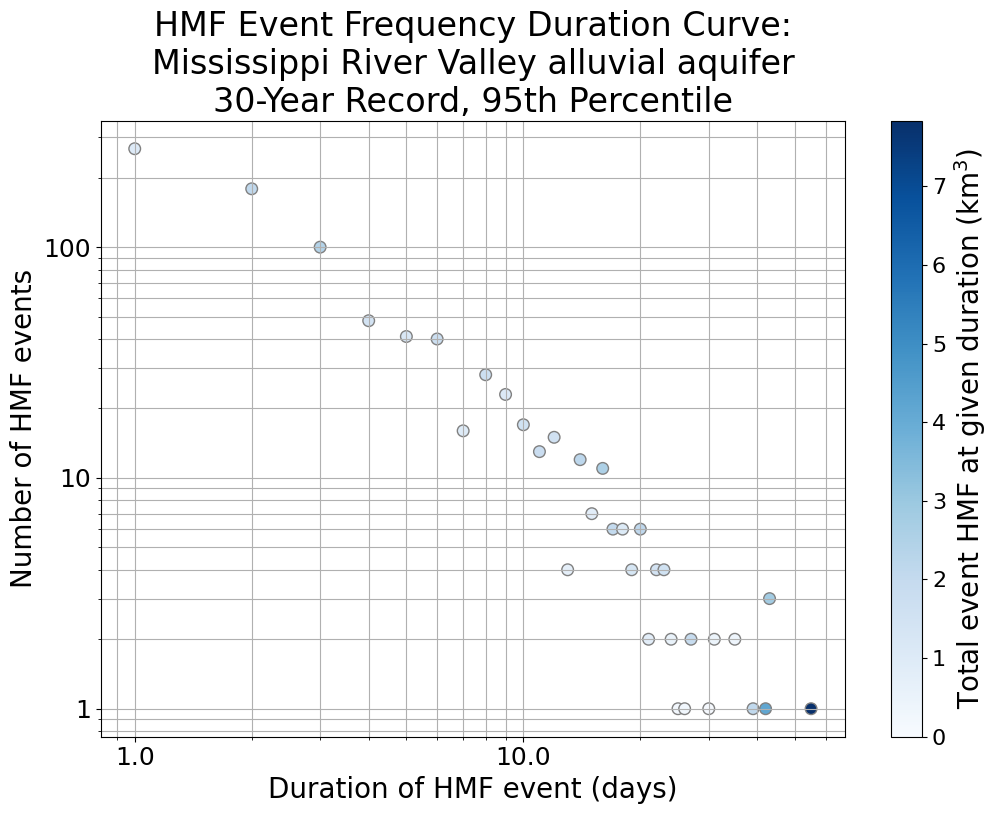 HMF Event Frequency Duration Curve:
Mississippi River Valley alluvial aquifer
30-Year Record, 95th Percentile
Number of HMF events
100
10
1
1.0
10.0
Duration of HMF event (days)
7
6
5
4
3
2
1
0
Total event HMF at given duration (km³)